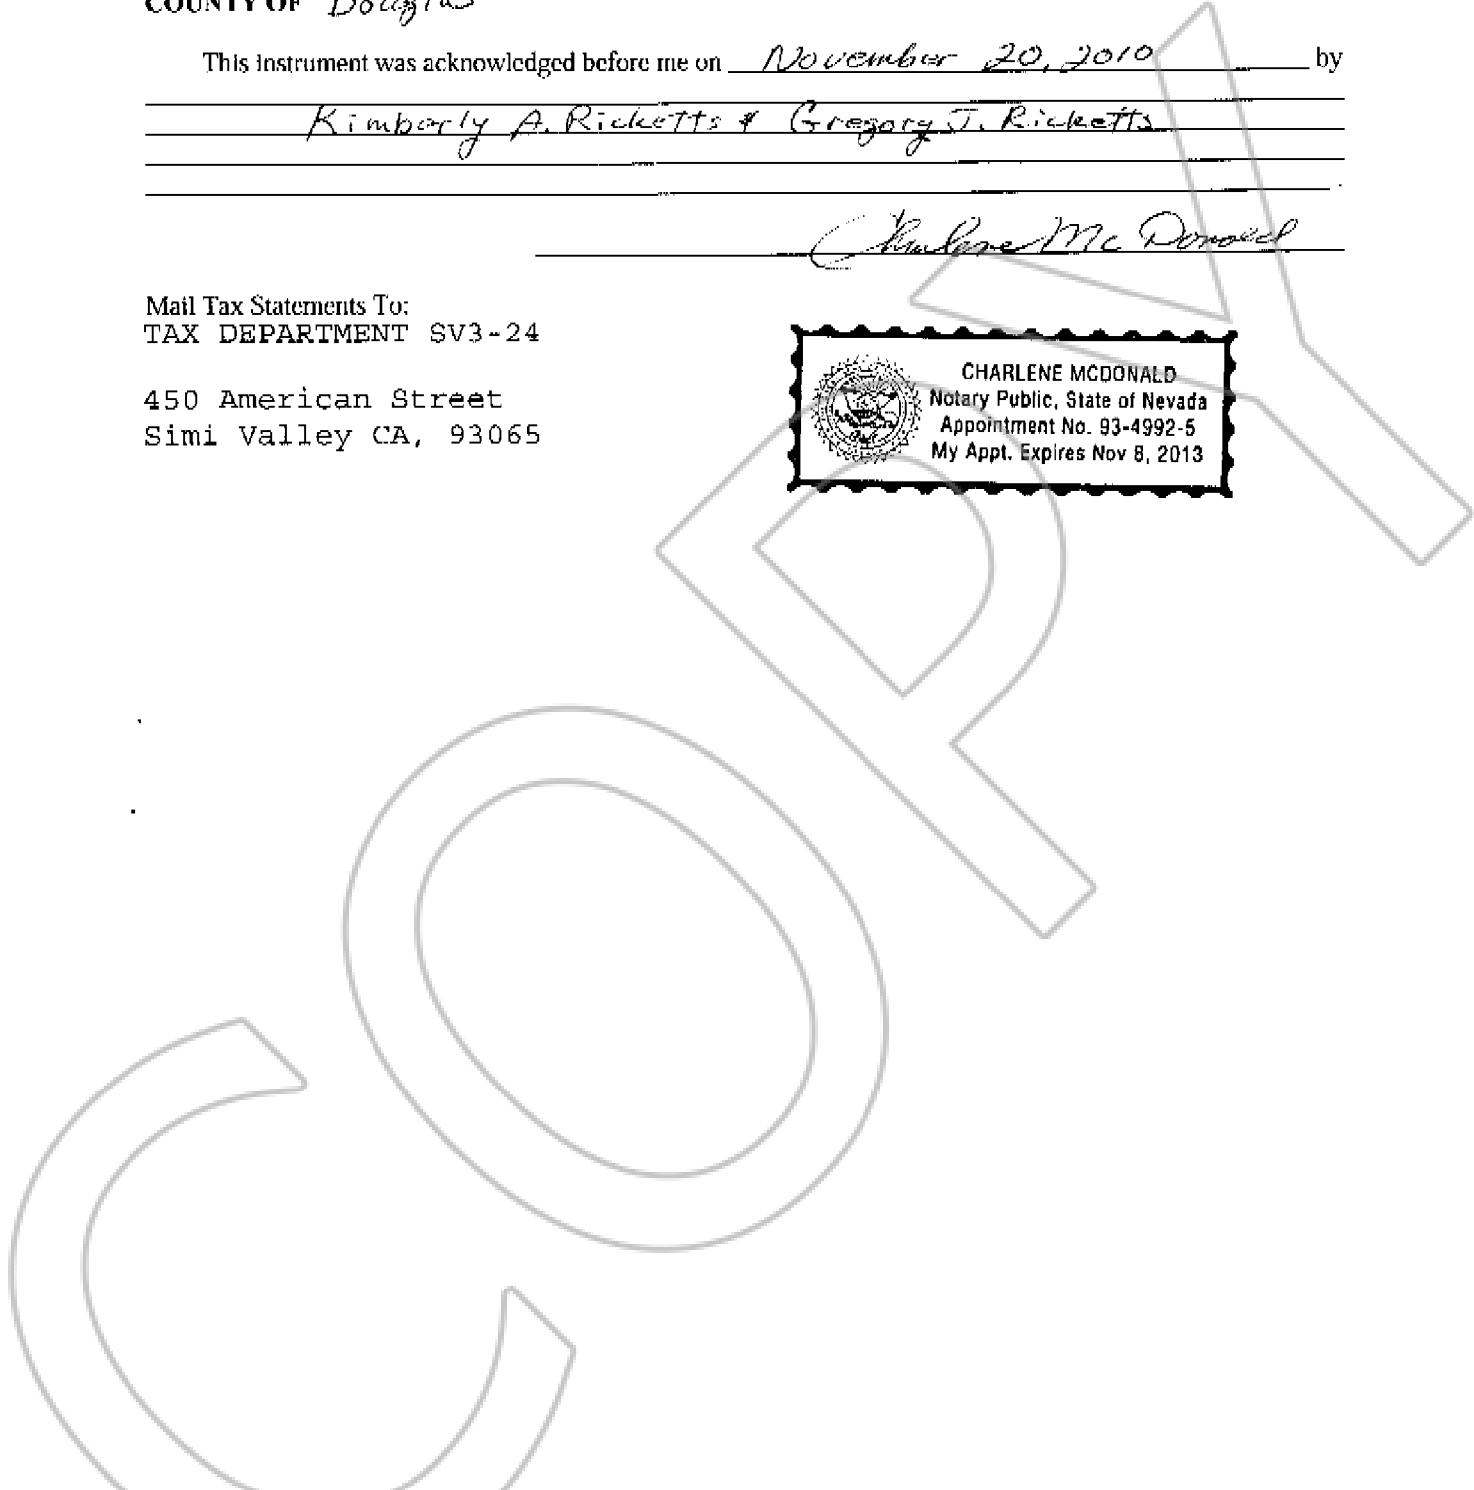 COUNTY OF Douglas
This instrument was acknowledged before me on November 20, 2010 by
Kimberly A. Ricketts & Gregory J. Ricketts
Charlene McDonald
Mail Tax Statements To:
TAX DEPARTMENT SV3-24
450 American Street
Simi Valley CA, 93065
CHARLENE MCDONALD
Notary Public, State of Nevada
Appointment No. 93-4992-5
My Appt. Expires Nov 8, 2013
COPY